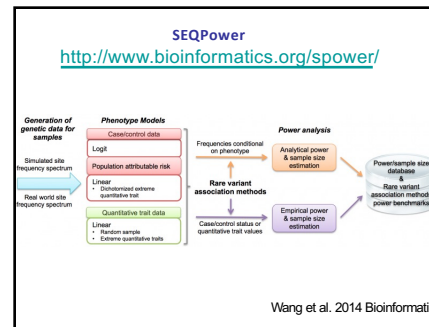 SEQPower
http://www.bioinformatics.org/spower/
Generation of
genetic data for
samples
Simulated site
frequency spectrum
Real world site
frequency spectrum
Phenotype Models
Case/control data
Logit
Population attributable risk
Linear
• Dichotomized extreme
quantitative trait
Quantitative trait data
Linear
• Random sample
• Extreme quantitative traits
Frequencies conditional
on phenotype
Rare variant
association methods
Case/control status or
quantitative trait values
Power analysis
Analytical power
& sample size
estimation
Empirical power
& sample size
estimation
Power/sample size
database
&
Rare variant
association methods
power benchmarks
Wang et al. 2014 Bioinformati